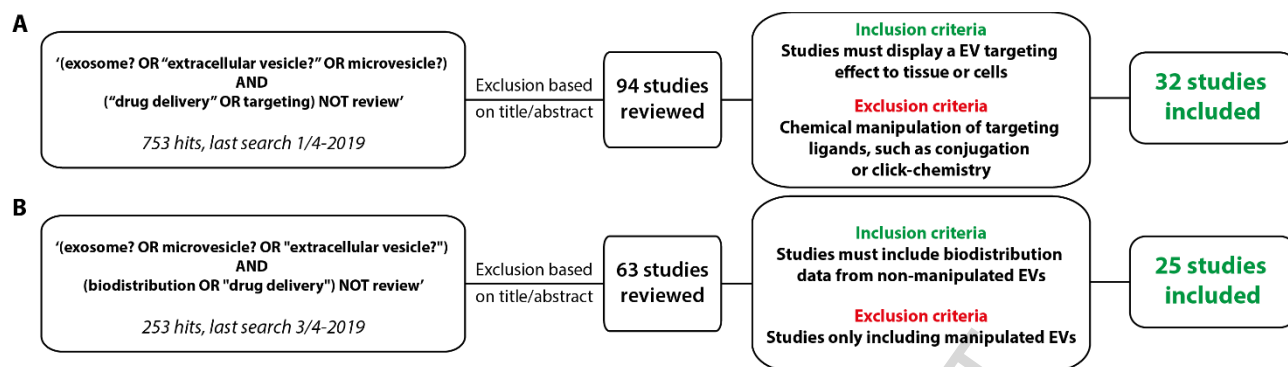 A
‘(exosome? OR “extracellular vesicle?” OR microvesicle?)
AND
(“drug delivery” OR targeting) NOT review’
753 hits, last search 1/4-2019
Exclusion based
on title/abstract
94 studies
reviewed
Inclusion criteria
Studies must display a EV targeting
effect to tissue or cells
Exclusion criteria
Chemical manipulation of targeting
ligands, such as conjugation
or click-chemistry
32 studies
included
B
‘(exosome? OR microvesicle? OR "extracellular vesicle?")
AND
(biodistribution OR "drug delivery") NOT review’
253 hits, last search 3/4-2019
Exclusion based
on title/abstract
63 studies
reviewed
Inclusion criteria
Studies must include biodistribution
data from non-manipulated EVs
Exclusion criteria
Studies only including manipulated EVs
25 studies
included